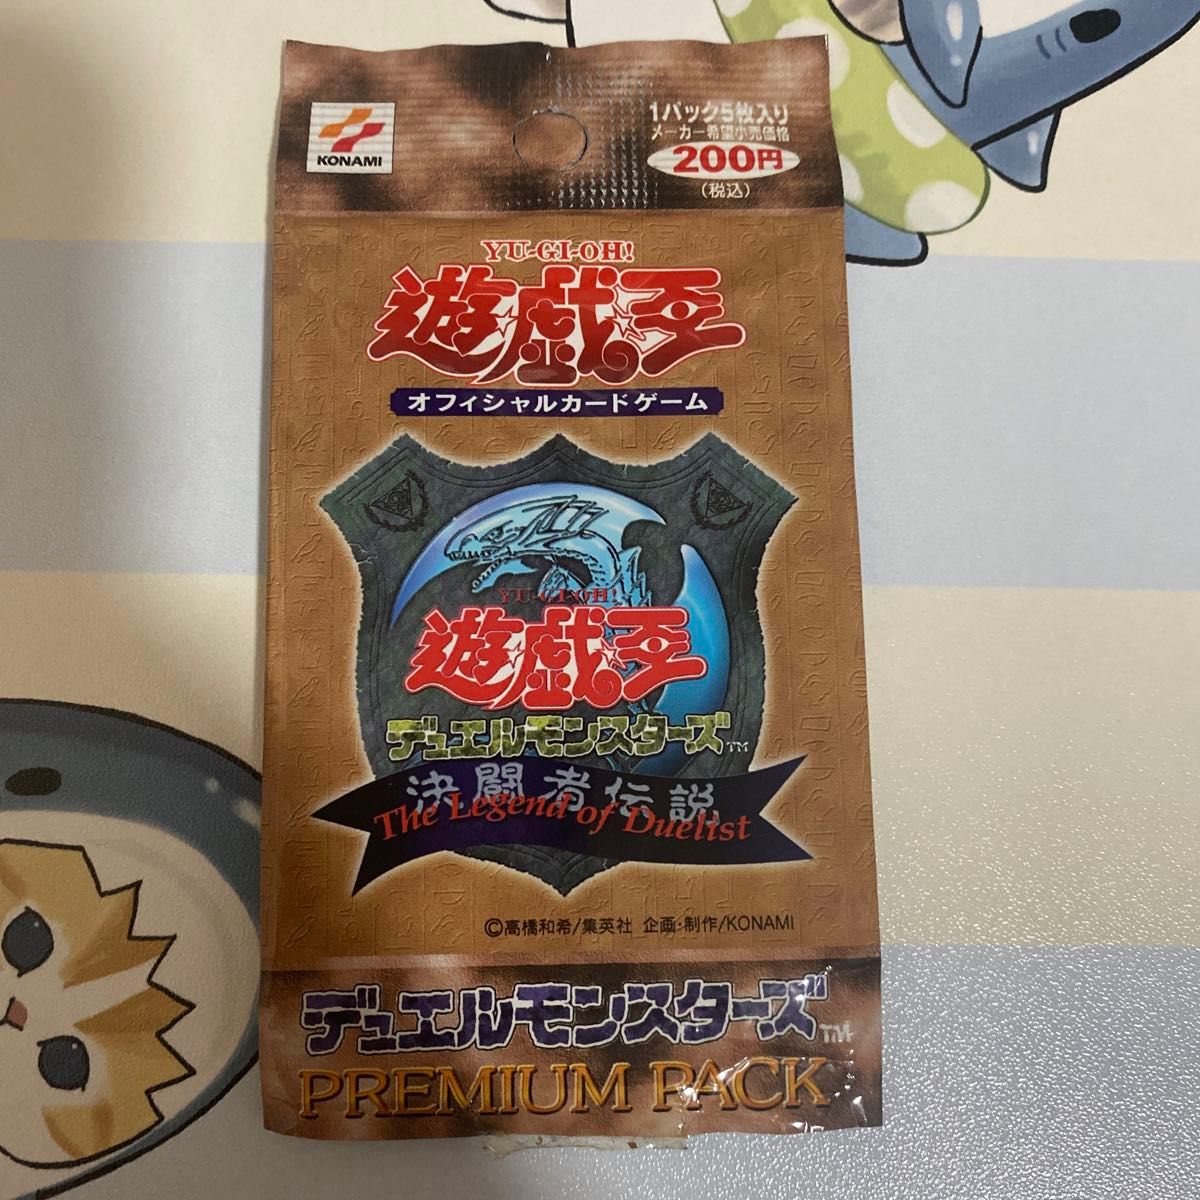 KONAMI
1パック5枚入り
メーカー希望小売価格
200円
(税込)
YU-GI-OH!
遊戯王
オフィシャルカードゲーム
YU-GI-OH!
遊戯王
デュエルモンスターズ™
決闘者伝説
The Legend of Duelist
©高橋和希/集英社 企画・制作/KONAMI
デュエルモンスターズ™
PREMIUM PACK